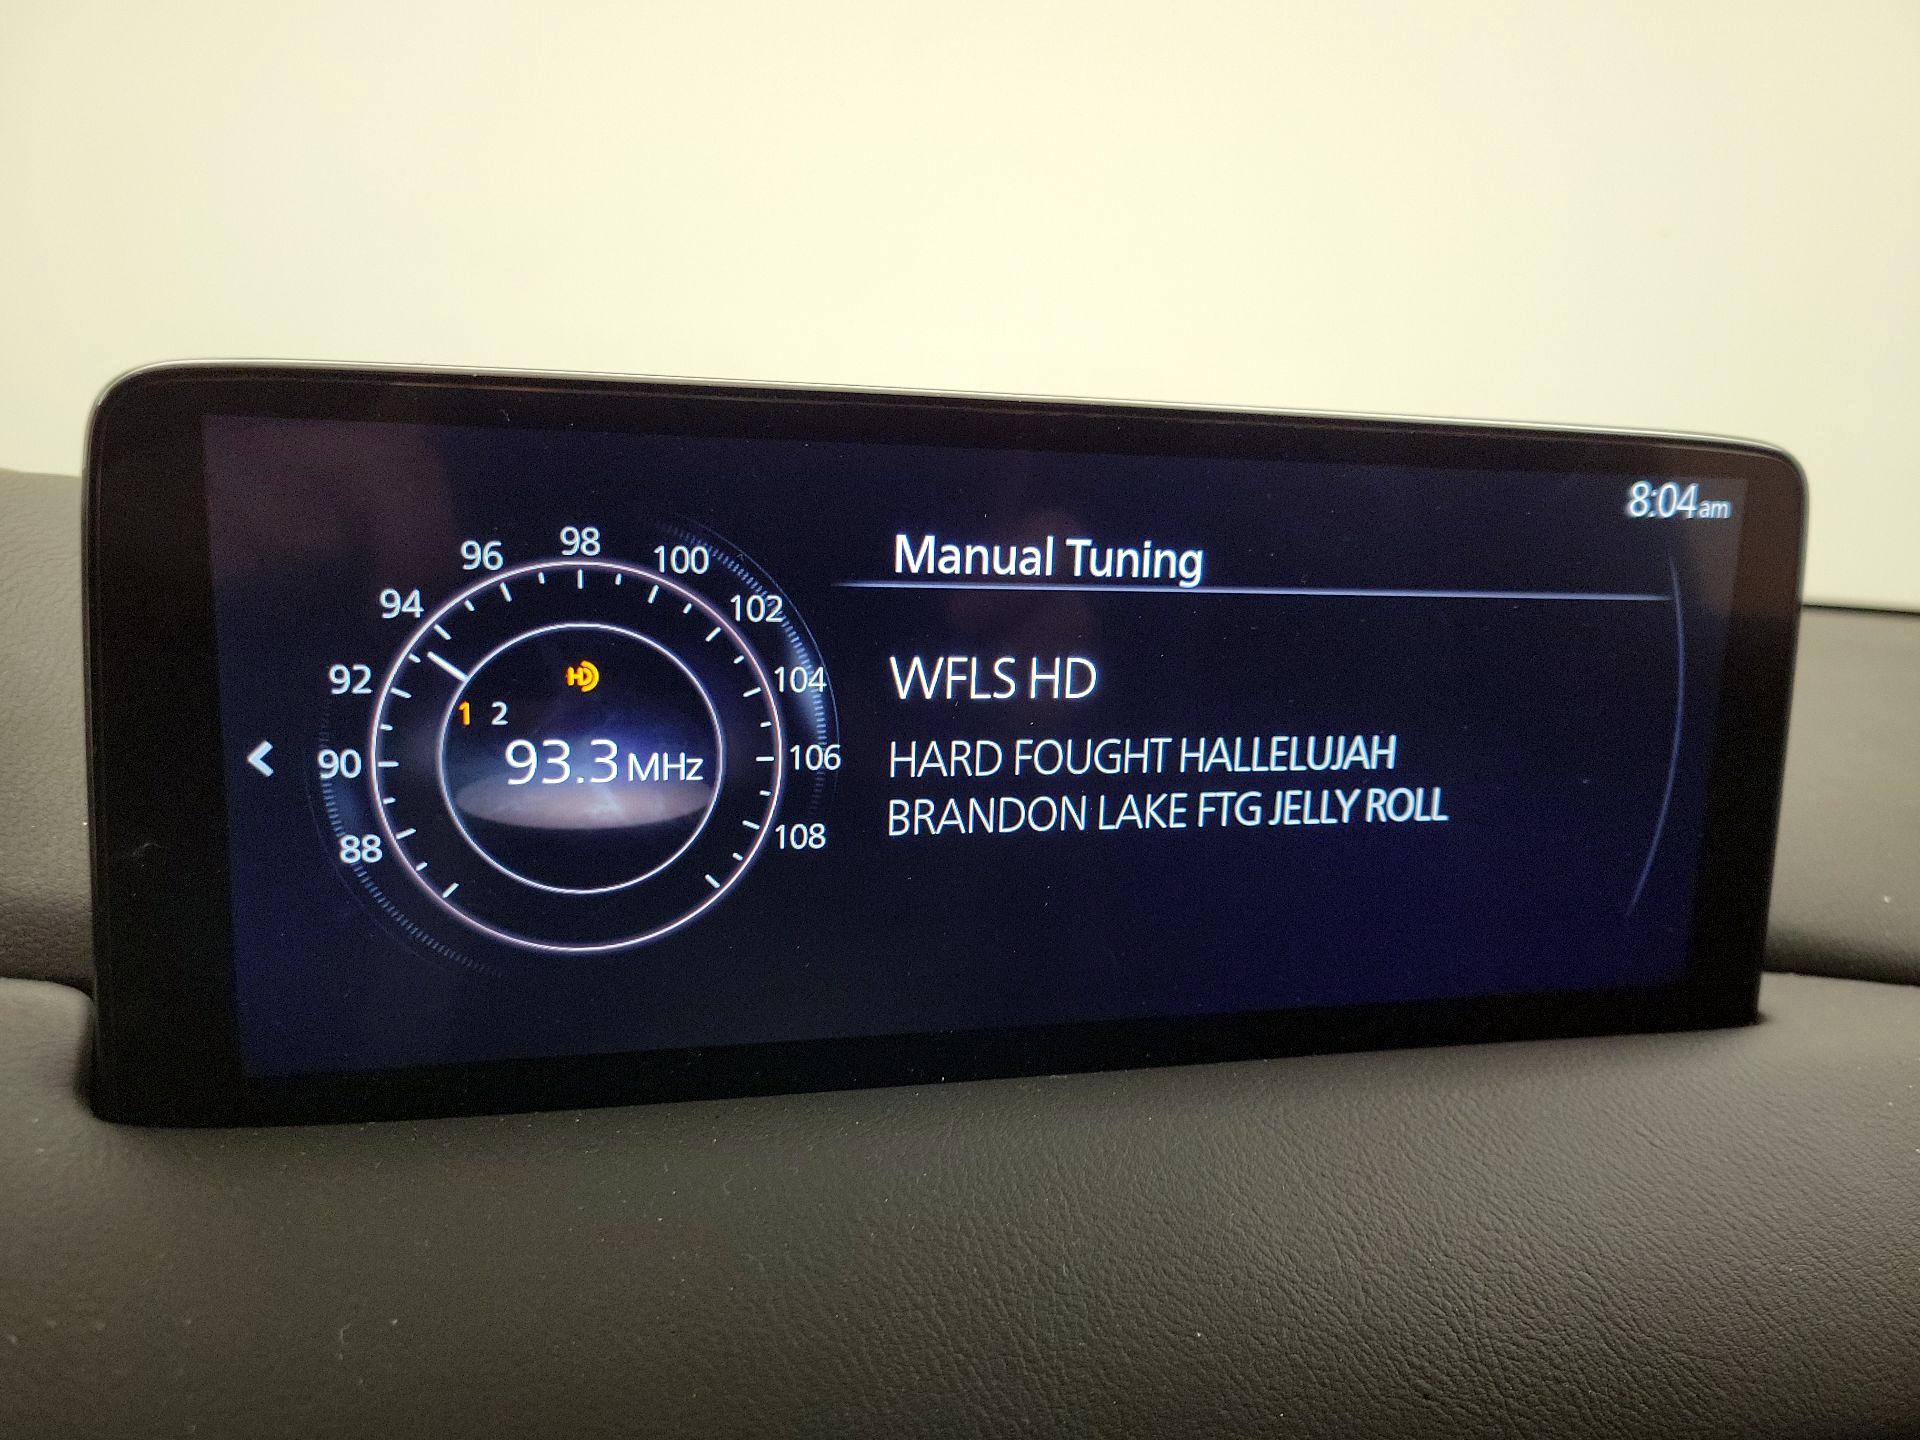 8:04am
Manual Tuning
WFLS HD
HARD FOUGHT HALLELUJAH
BRANDON LAKE FTG JELLY ROLL
88
90
92
94
96
98
100
102
104
106
108
HD
1 2
93.3 MHz